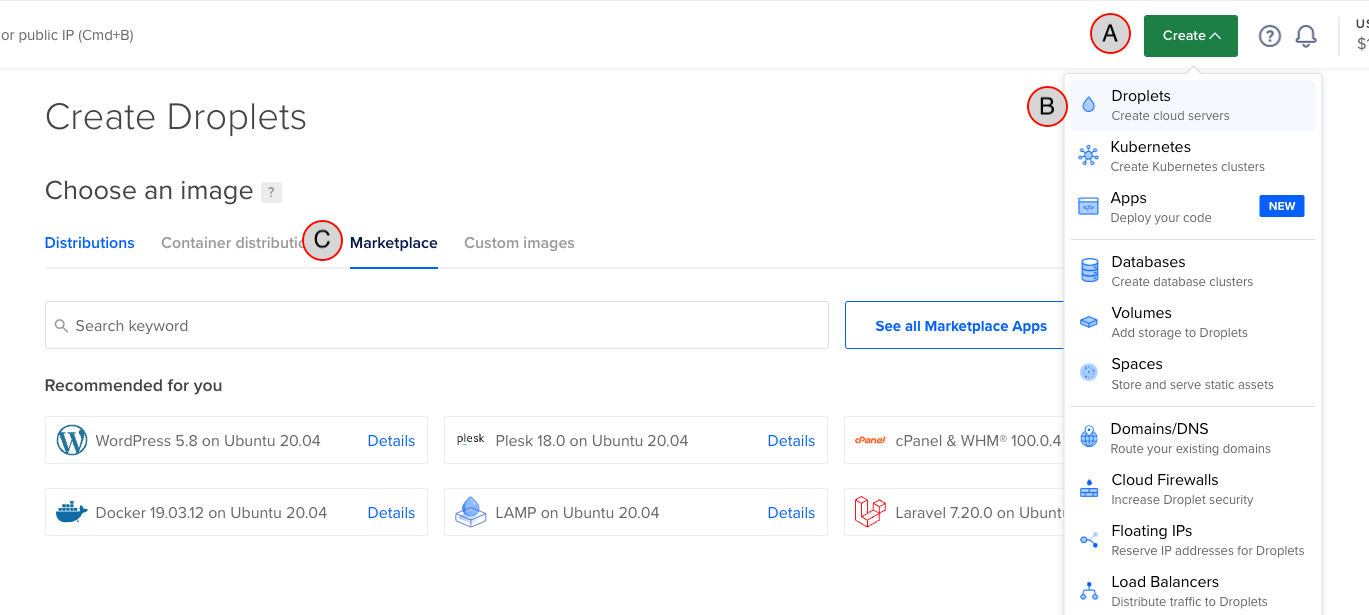 or public IP (Cmd+B)
A
Create
?
US
Create Droplets
Choose an image ?
Distributions
Container distributio
C
Marketplace
Custom images
Search keyword
See all Marketplace Apps
Recommended for you
WordPress 5.8 on Ubuntu 20.04 Details
plesk Plesk 18.0 on Ubuntu 20.04 Details
cPanel cPanel & WHM® 100.0.4
Docker 19.03.12 on Ubuntu 20.04 Details
LAMP on Ubuntu 20.04 Details
Laravel 7.20.0 on Ubuntu
B
Droplets
Create cloud servers
Kubernetes
Create Kubernetes clusters
Apps
Deploy your code
NEW
Databases
Create database clusters
Volumes
Add storage to Droplets
Spaces
Store and serve static assets
Domains/DNS
Route your existing domains
Cloud Firewalls
Increase Droplet security
Floating IPs
Reserve IP addresses for Droplets
Load Balancers
Distribute traffic to Droplets